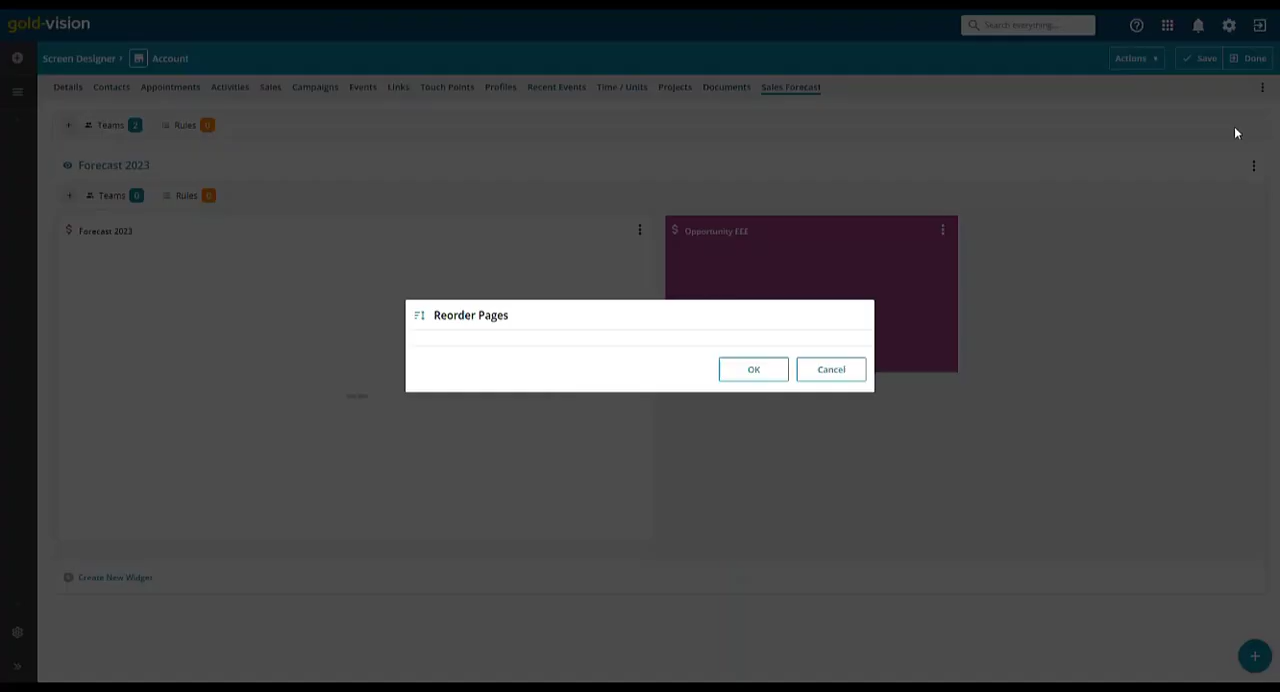 gold-vision
Search everything...
Screen Designer › Account
Actions
Save
Done
Details Contacts Appointments Activities Sales Campaigns Events Links Touch Points Profiles Recent Events Time / Units Projects Documents Sales Forecast
Teams 2 Rules 0
Forecast 2023
Teams 0 Rules 0
Forecast 2023
Opportunity £££
Reorder Pages
OK Cancel
Create New Widget